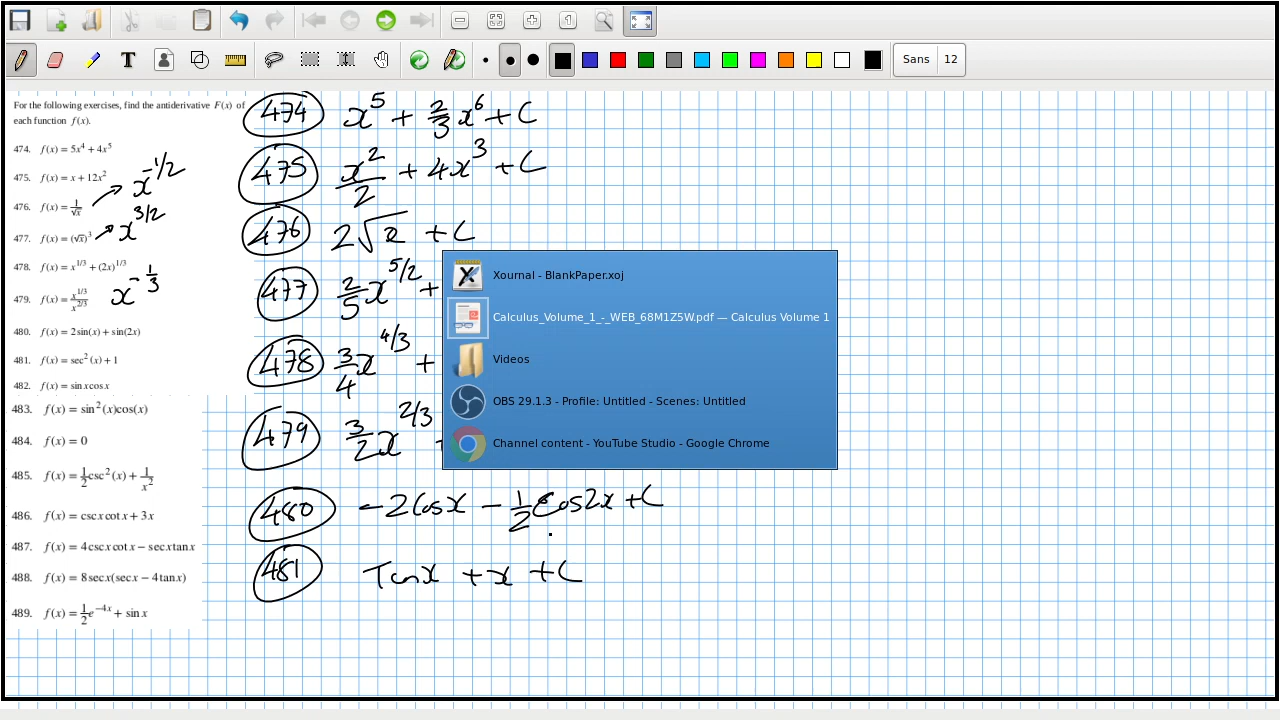 Sans 12
For the following exercises, find the antiderivative F(x) of
each function f(x).
474. f(x) = 5x⁴ + 4x⁵
475. f(x) = x + 12x²
476. f(x) = 1/√x → x^(-1/2)
477. f(x) = (√x)³ → x^(3/2)
478. f(x) = x^(1/3) + (2x)^(1/3)
479. f(x) = x^(1/3)/x^(2/3) x^(-1/3)
480. f(x) = 2sin(x) + sin(2x)
481. f(x) = sec²(x) + 1
482. f(x) = sin x cos x
483. f(x) = sin²(x)cos(x)
484. f(x) = 0
485. f(x) = 1/2 csc²(x) + 1/x²
486. f(x) = csc x cot x + 3x
487. f(x) = 4 csc x cot x − sec x tan x
488. f(x) = 8 sec x(sec x − 4 tan x)
489. f(x) = 1/2 e^(−4x) + sin x
474 x⁵ + 2/3 x⁶ + C
475 x²/2 + 4x³ + C
476 2√x + C
477 2/5 x^(5/2) +
478 3/4 x^(4/3) +
479 3/2 x^(2/3)
480 −2Cosx − 1/2 Cos2x + C
481 Tanx + x + C
Xournal - BlankPaper.xoj
Calculus_Volume_1_-_WEB_68M1Z5W.pdf — Calculus Volume 1
Videos
OBS 29.1.3 - Profile: Untitled - Scenes: Untitled
Channel content - YouTube Studio - Google Chrome